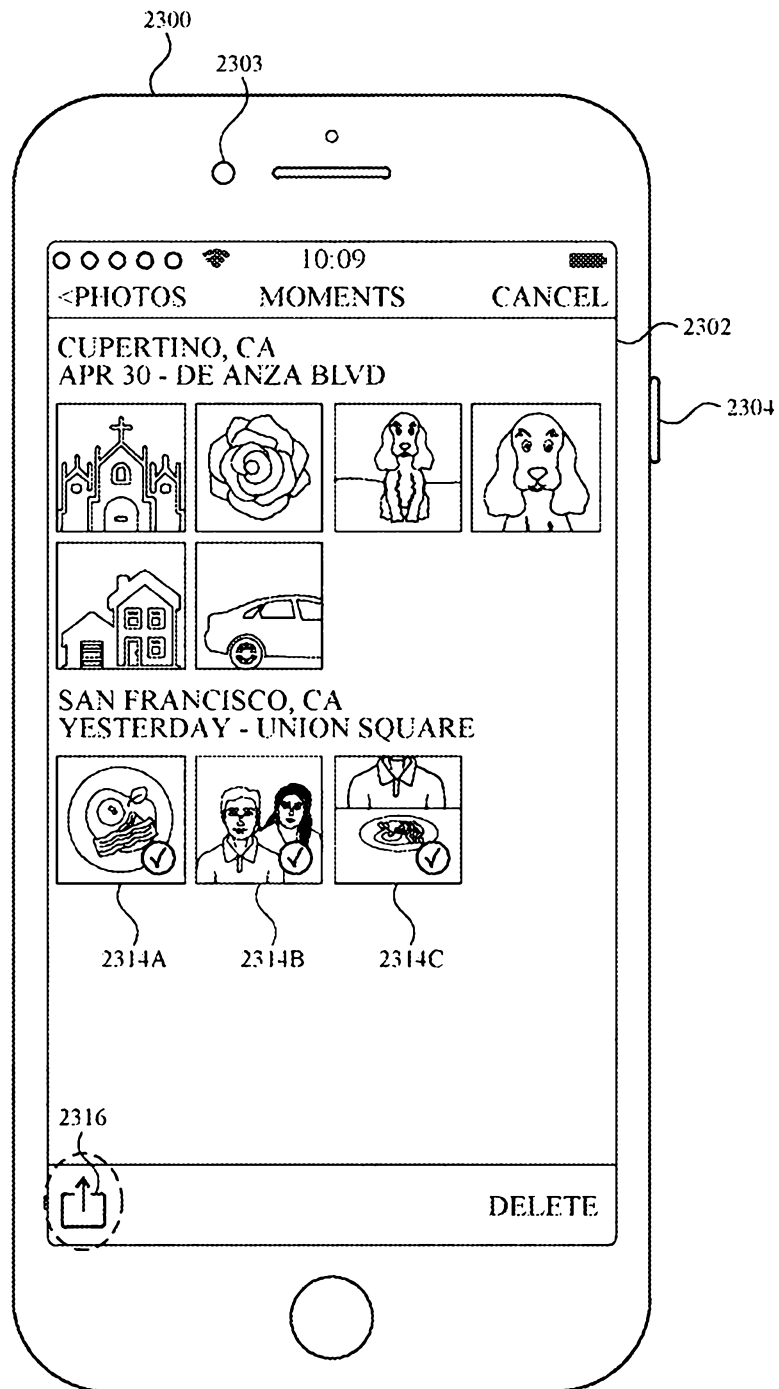 2300
2303
10:09
<PHOTOS MOMENTS CANCEL
2302
CUPERTINO, CA
APR 30 - DE ANZA BLVD
2304
SAN FRANCISCO, CA
YESTERDAY - UNION SQUARE
2314A 2314B 2314C
2316
DELETE